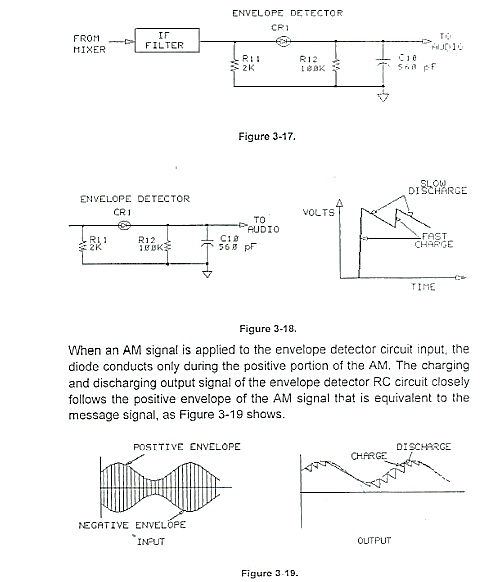 ENVELOPE DETECTOR
CR1
FROM
MIXER
IF
FILTER
TO
AUDIO
R11
2K
R12
100K
C10
560 pF
Figure 3-17.
ENVELOPE DETECTOR
CR1
TO
AUDIO
R11
2K
R12
100K
C10
560 pF
VOLTS
SLOW
DISCHARGE
FAST
CHARGE
TIME
Figure 3-18.
When an AM signal is applied to the envelope detector circuit input, the
diode conducts only during the positive portion of the AM. The charging
and discharging output signal of the envelope detector RC circuit closely
follows the positive envelope of the AM signal that is equivalent to the
message signal, as Figure 3-19 shows.
POSITIVE ENVELOPE
NEGATIVE ENVELOPE
INPUT
CHARGE
DISCHARGE
OUTPUT
Figure 3-19.